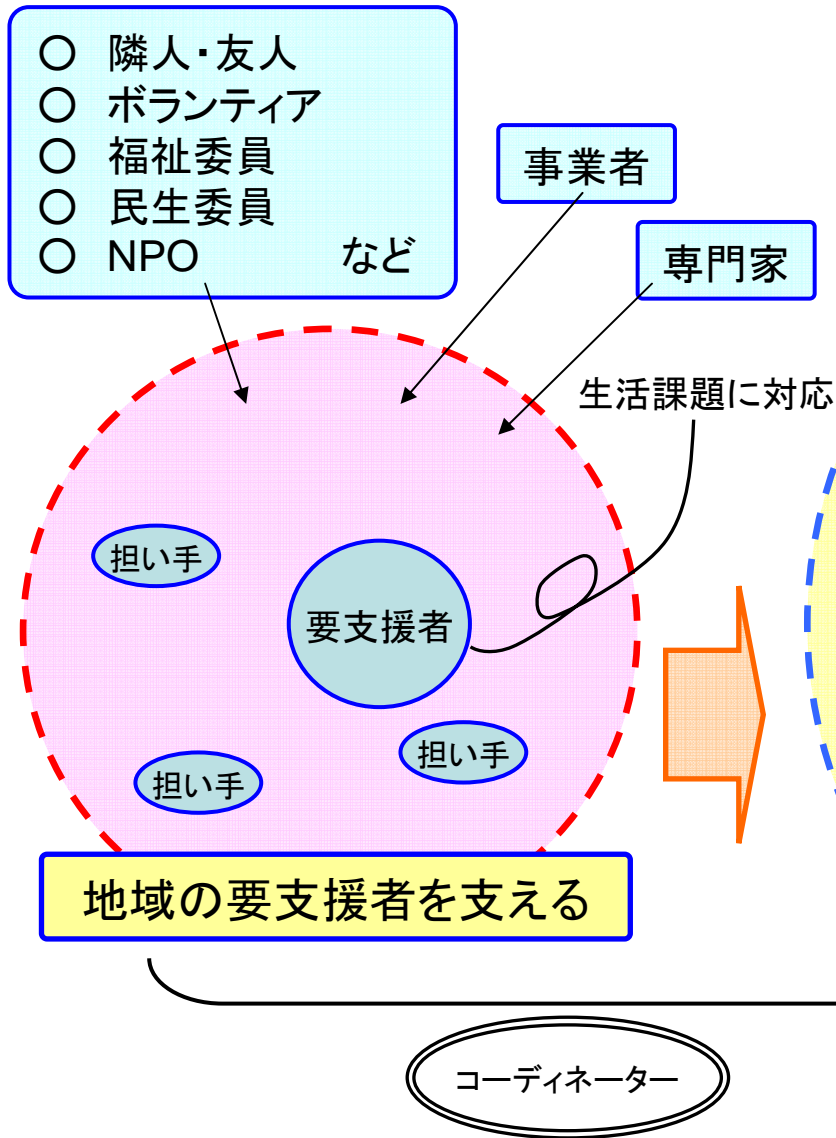 ○ 隣人・友人
○ ボランティア
○ 福祉委員
○ 民生委員
○ NPO など
事業者
専門家
生活課題に対応
担い手
要支援者
担い手
担い手
地域の要支援者を支える
コーディネーター